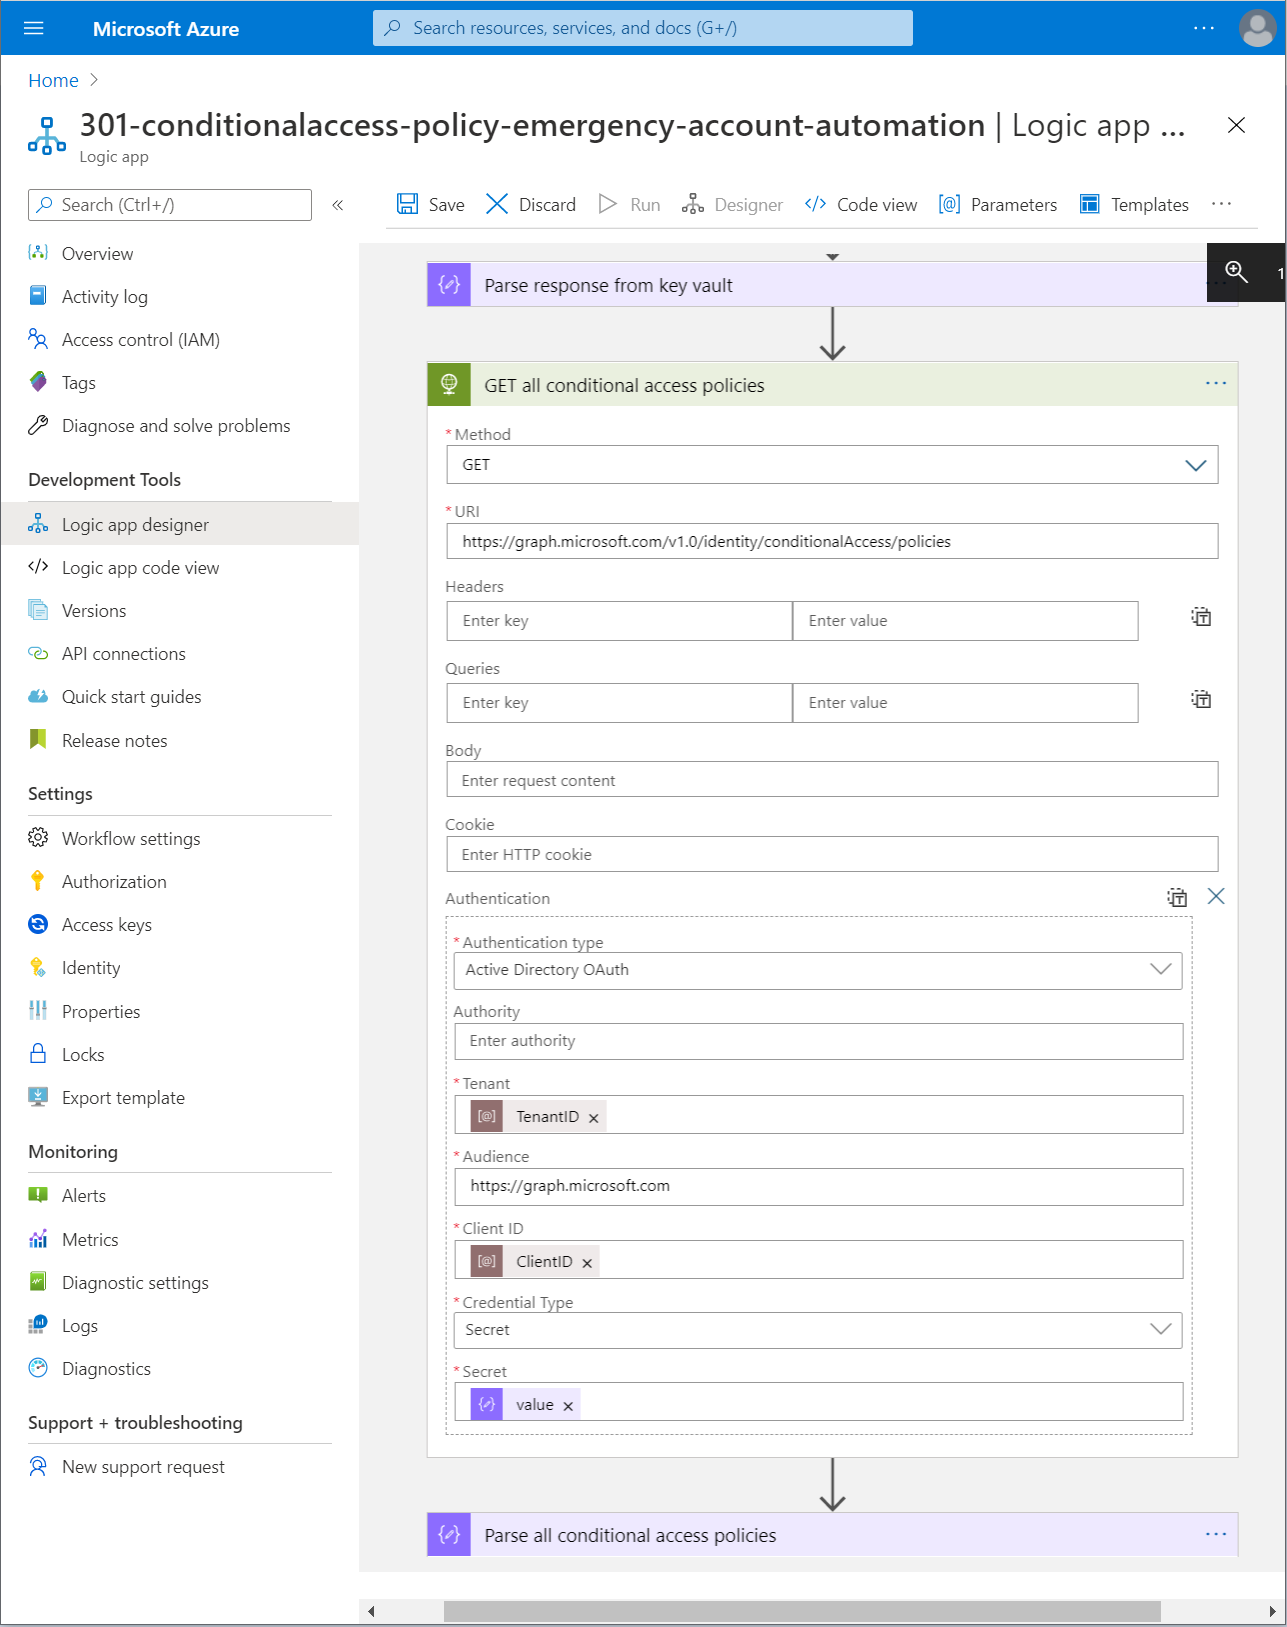 Microsoft Azure
Search resources, services, and docs (G+/)
Home
301-conditionalaccess-policy-emergency-account-automation | Logic app ...
Logic app
Search (Ctrl+/)
Save
Discard
Run
Designer
Code view
Parameters
Templates
Overview
Activity log
Access control (IAM)
Tags
Diagnose and solve problems
Development Tools
Logic app designer
Logic app code view
Versions
API connections
Quick start guides
Release notes
Settings
Workflow settings
Authorization
Access keys
Identity
Properties
Locks
Export template
Monitoring
Alerts
Metrics
Diagnostic settings
Logs
Diagnostics
Support + troubleshooting
New support request
Parse response from key vault
1
GET all conditional access policies
* Method
GET
* URI
https://graph.microsoft.com/v1.0/identity/conditionalAccess/policies
Headers
Enter key
Enter value
Queries
Enter key
Enter value
Body
Enter request content
Cookie
Enter HTTP cookie
Authentication
* Authentication type
Active Directory OAuth
Authority
Enter authority
* Tenant
TenantID
* Audience
https://graph.microsoft.com
* Client ID
ClientID
* Credential Type
Secret
* Secret
value
Parse all conditional access policies